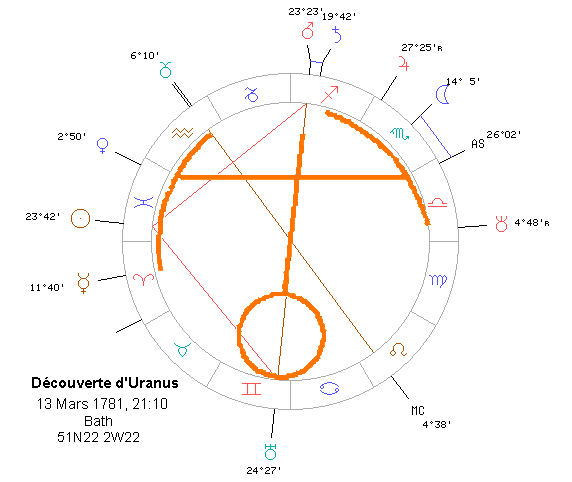 23°23'
19°42'
6°10'
27°25'R
14° 5'
26°02'
AS
2°50'
23°42'
4°48'R
11°40'
Découverte d'Uranus
13 Mars 1781, 21:10
Bath
51N22 2W22
MC
4°38'
24°27'